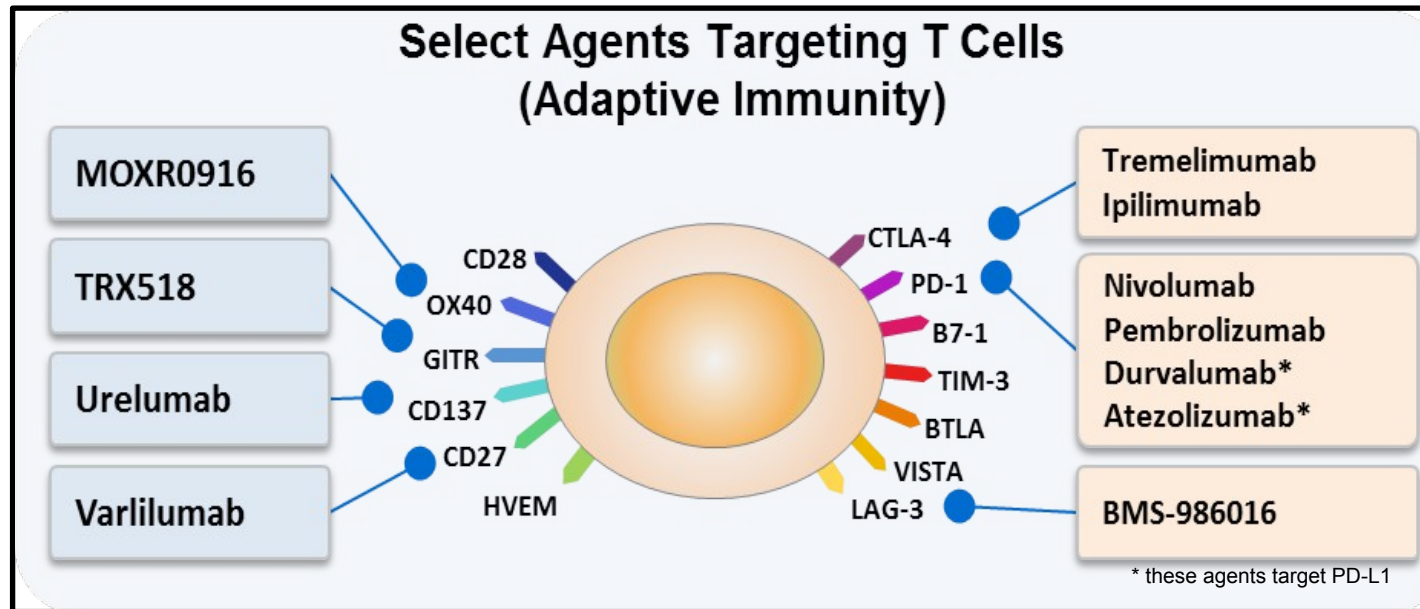 Select Agents Targeting T Cells
(Adaptive Immunity)
MOXR0916
TRX518
Urelumab
Varlilumab
CD28
OX40
GITR
CD137
CD27
HVEM
CTLA-4
PD-1
B7-1
TIM-3
BTLA
VISTA
LAG-3
Tremelimumab
Ipilimumab
Nivolumab
Pembrolizumab
Durvalumab*
Atezolizumab*
BMS-986016
* these agents target PD-L1